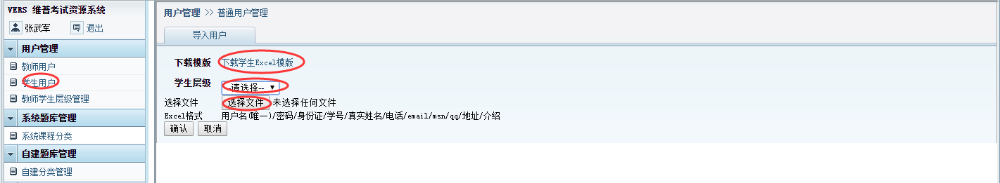 VERS 维普考试资源系统
张武军 退出
用户管理
教师用户
学生用户
教师学生层级管理
系统题库管理
系统课程分类
自建题库管理
自建分类管理
用户管理 >> 普通用户管理
导入用户
下载模版 下载学生Excel模版
学生层级 --请选择--
选择文件 选择文件 未选择任何文件
Excel格式 用户名(唯一)/密码/身份证/学号/真实姓名/电话/email/msn/qq/地址/介绍
确认 取消